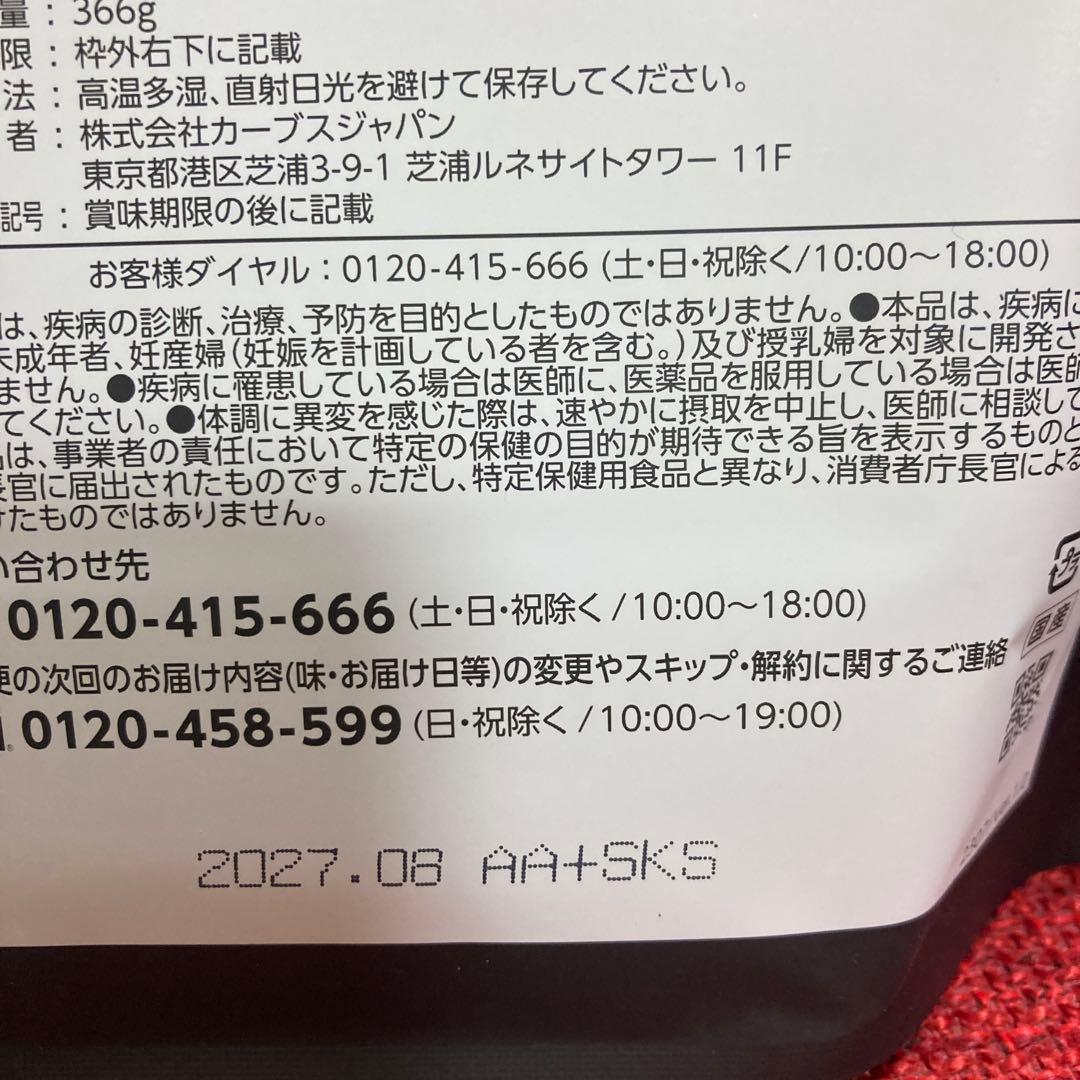 量：366g
限：枠外右下に記載
法：高温多湿、直射日光を避けて保存してください。
者：株式会社カーブスジャパン
東京都港区芝浦3-9-1 芝浦ルネサイトタワー 11F
記号：賞味期限の後に記載
お客様ダイヤル：0120-415-666 (土・日・祝除く/10:00〜18:00)
は、疾病の診断、治療、予防を目的としたものではありません。●本品は、疾病に
未成年者、妊産婦(妊娠を計画している者を含む。)及び授乳婦を対象に開発さ
ません。●疾病に罹患している場合は医師に、医薬品を服用している場合は医師
てください。●体調に異変を感じた際は、速やかに摂取を中止し、医師に相談して
は、事業者の責任において特定の保健の目的が期待できる旨を表示するものと
長官に届出されたものです。ただし、特定保健用食品と異なり、消費者庁長官による
けたものではありません。
い合わせ先
0120-415-666 (土・日・祝除く/10:00〜18:00)
便の次回のお届け内容(味・お届け日等)の変更やスキップ・解約に関するご連絡
0120-458-599 (日・祝除く/10:00〜19:00)
プラ
国産
2027.08 AA+SKS